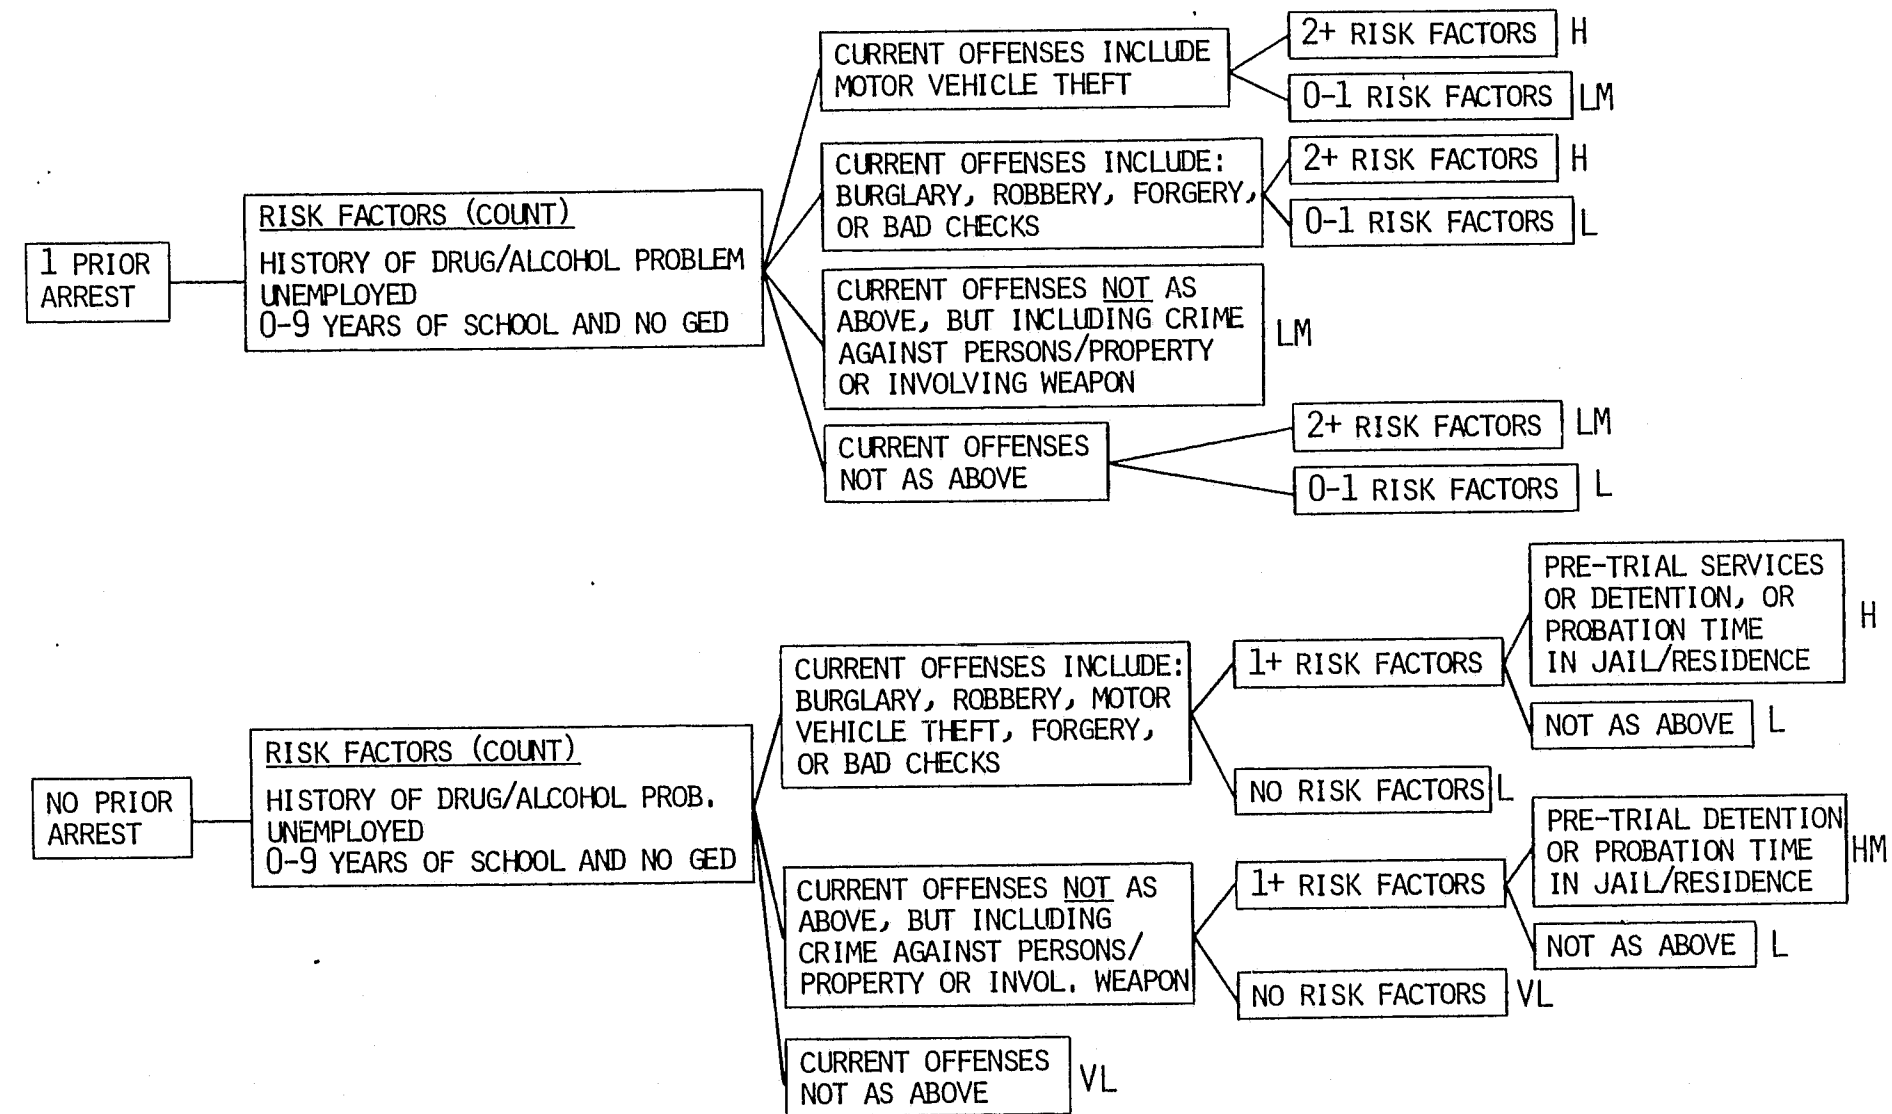 1 PRIOR
ARREST
RISK FACTORS (COUNT)
HISTORY OF DRUG/ALCOHOL PROBLEM
UNEMPLOYED
0-9 YEARS OF SCHOOL AND NO GED
CURRENT OFFENSES INCLUDE
MOTOR VEHICLE THEFT
2+ RISK FACTORS H
0-1 RISK FACTORS LM
CURRENT OFFENSES INCLUDE:
BURGLARY, ROBBERY, FORGERY,
OR BAD CHECKS
2+ RISK FACTORS H
0-1 RISK FACTORS L
CURRENT OFFENSES NOT AS
ABOVE, BUT INCLUDING CRIME
AGAINST PERSONS/PROPERTY
OR INVOLVING WEAPON
LM
CURRENT OFFENSES
NOT AS ABOVE
2+ RISK FACTORS LM
0-1 RISK FACTORS L
NO PRIOR
ARREST
RISK FACTORS (COUNT)
HISTORY OF DRUG/ALCOHOL PROB.
UNEMPLOYED
0-9 YEARS OF SCHOOL AND NO GED
CURRENT OFFENSES INCLUDE:
BURGLARY, ROBBERY, MOTOR
VEHICLE THEFT, FORGERY,
OR BAD CHECKS
1+ RISK FACTORS
PRE-TRIAL SERVICES
OR DETENTION, OR
PROBATION TIME
IN JAIL/RESIDENCE
H
NOT AS ABOVE L
NO RISK FACTORS L
CURRENT OFFENSES NOT AS
ABOVE, BUT INCLUDING
CRIME AGAINST PERSONS/
PROPERTY OR INVOL. WEAPON
1+ RISK FACTORS
PRE-TRIAL DETENTION
OR PROBATION TIME
IN JAIL/RESIDENCE
HM
NOT AS ABOVE L
NO RISK FACTORS VL
CURRENT OFFENSES
NOT AS ABOVE
VL